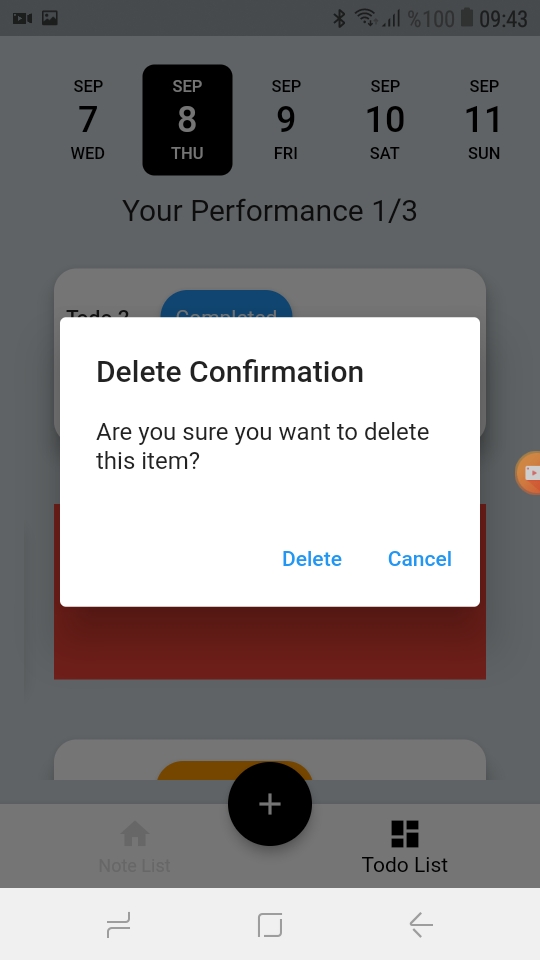 %100 09:43
SEP SEP SEP SEP SEP
7 8 9 10 11
WED THU FRI SAT SUN
Your Performance 1/3
Todo 2 Completed
Delete Confirmation
Are you sure you want to delete
this item?
Delete Cancel
+
Note List Todo List